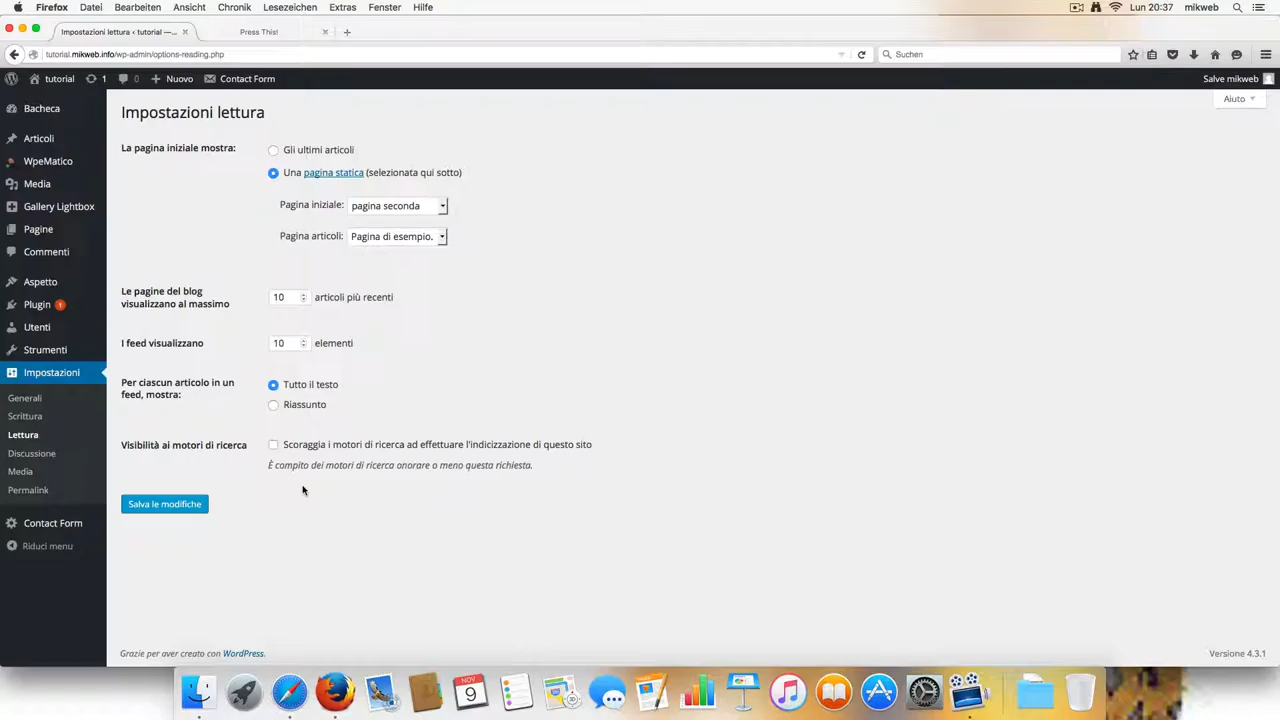 Firefox Datei Bearbeiten Ansicht Chronik Lesezeichen Extras Fenster Hilfe Lun 20:37 mikweb
Impostazioni lettura ‹ tutorial —... Press This!
tutorial.mikweb.info/wp-admin/options-reading.php Suchen
tutorial 1 0 Nuovo Contact Form Salve mikweb
Aiuto
Bacheca
Articoli
WpeMatico
Media
Gallery Lightbox
Pagine
Commenti
Aspetto
Plugin 1
Utenti
Strumenti
Impostazioni
Generali
Scrittura
Lettura
Discussione
Media
Permalink
Contact Form
Riduci menu
Impostazioni lettura
La pagina iniziale mostra: Gli ultimi articoli
Una pagina statica (selezionata qui sotto)
Pagina iniziale: pagina seconda
Pagina articoli: Pagina di esempio.
Le pagine del blog
visualizzano al massimo 10 articoli più recenti
I feed visualizzano 10 elementi
Per ciascun articolo in un
feed, mostra: Tutto il testo
Riassunto
Visibilità ai motori di ricerca Scoraggia i motori di ricerca ad effettuare l'indicizzazione di questo sito
È compito dei motori di ricerca onorare o meno questa richiesta.
Salva le modifiche
Grazie per aver creato con WordPress. Versione 4.3.1
NOV
9